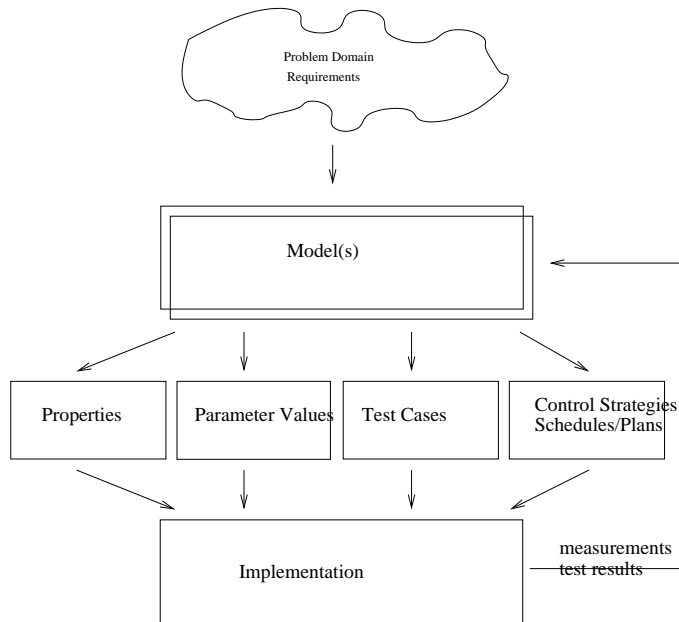 Problem Domain
Requirements
Model(s)
Properties
Parameter Values
Test Cases
Control Strategies
Schedules/Plans
Implementation
measurements
test results